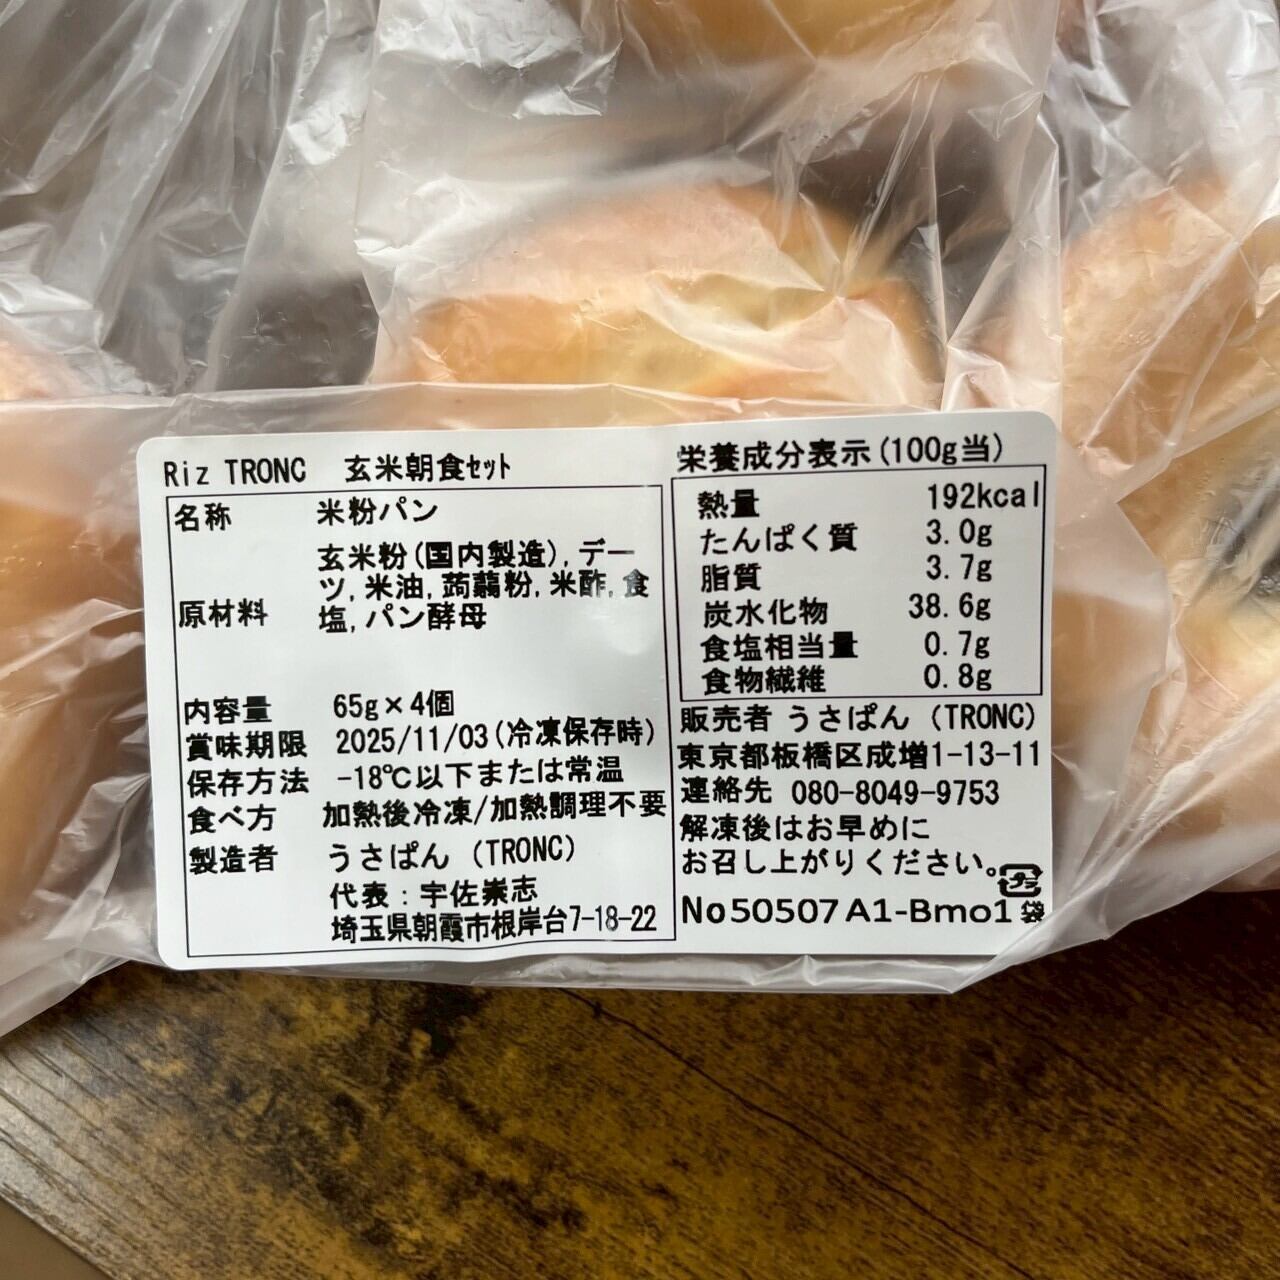 Riz TRONC 玄米朝食ｾｯﾄ
名称 米粉パン
原材料 玄米粉(国内製造),デー
ツ,米油,蒟蒻粉,米酢,食
塩,パン酵母
内容量 65g×4個
賞味期限 2025/11/03(冷凍保存時)
保存方法 -18℃以下または常温
食べ方 加熱後冷凍/加熱調理不要
製造者 うさぱん (TRONC)
代表:宇佐崇志
埼玉県朝霞市根岸台7-18-22
栄養成分表示(100g当)
熱量 192kcal
たんぱく質 3.0g
脂質 3.7g
炭水化物 38.6g
食塩相当量 0.7g
食物繊維 0.8g
販売者 うさぱん (TRONC)
東京都板橋区成増1-13-11
連絡先 080-8049-9753
解凍後はお早めに
お召し上がりください。
プラ
No50507A1-Bmo1 袋